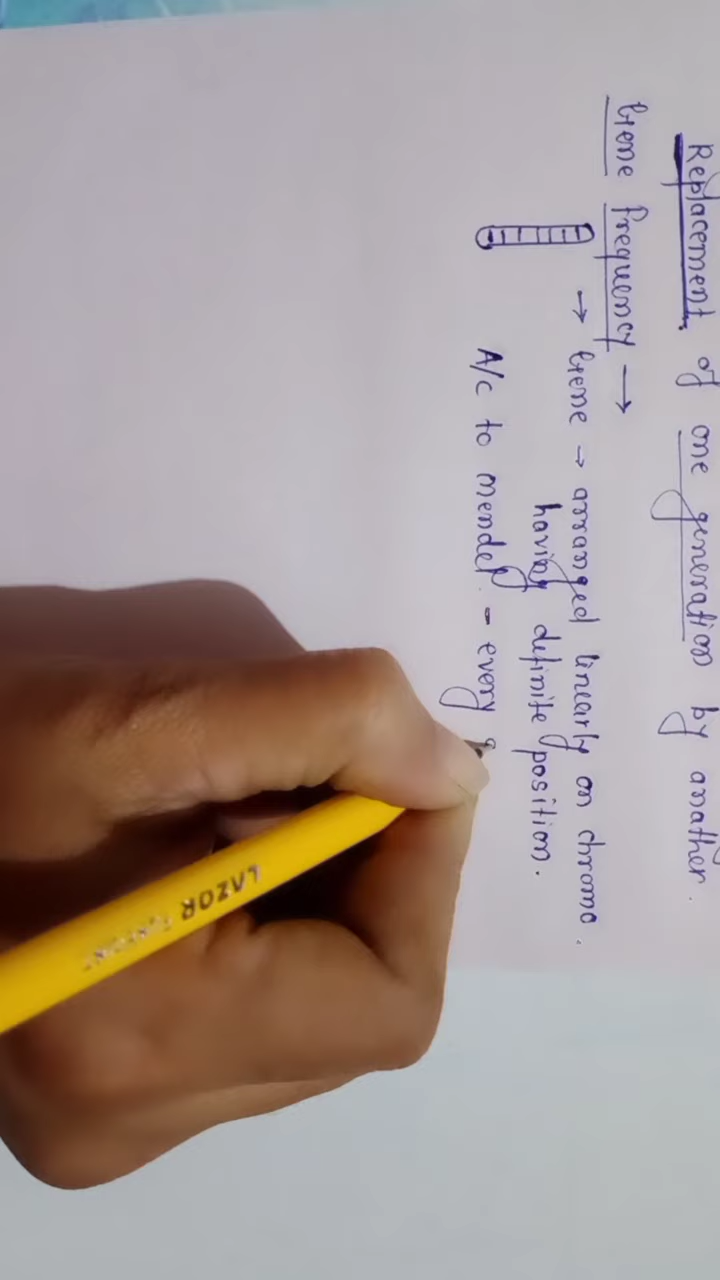 Replacement of one generation by another.
Gene frequency →
→ Gene → arranged linearly on chromo.
having definite position.
A/c to mendel. - every
LAZOR